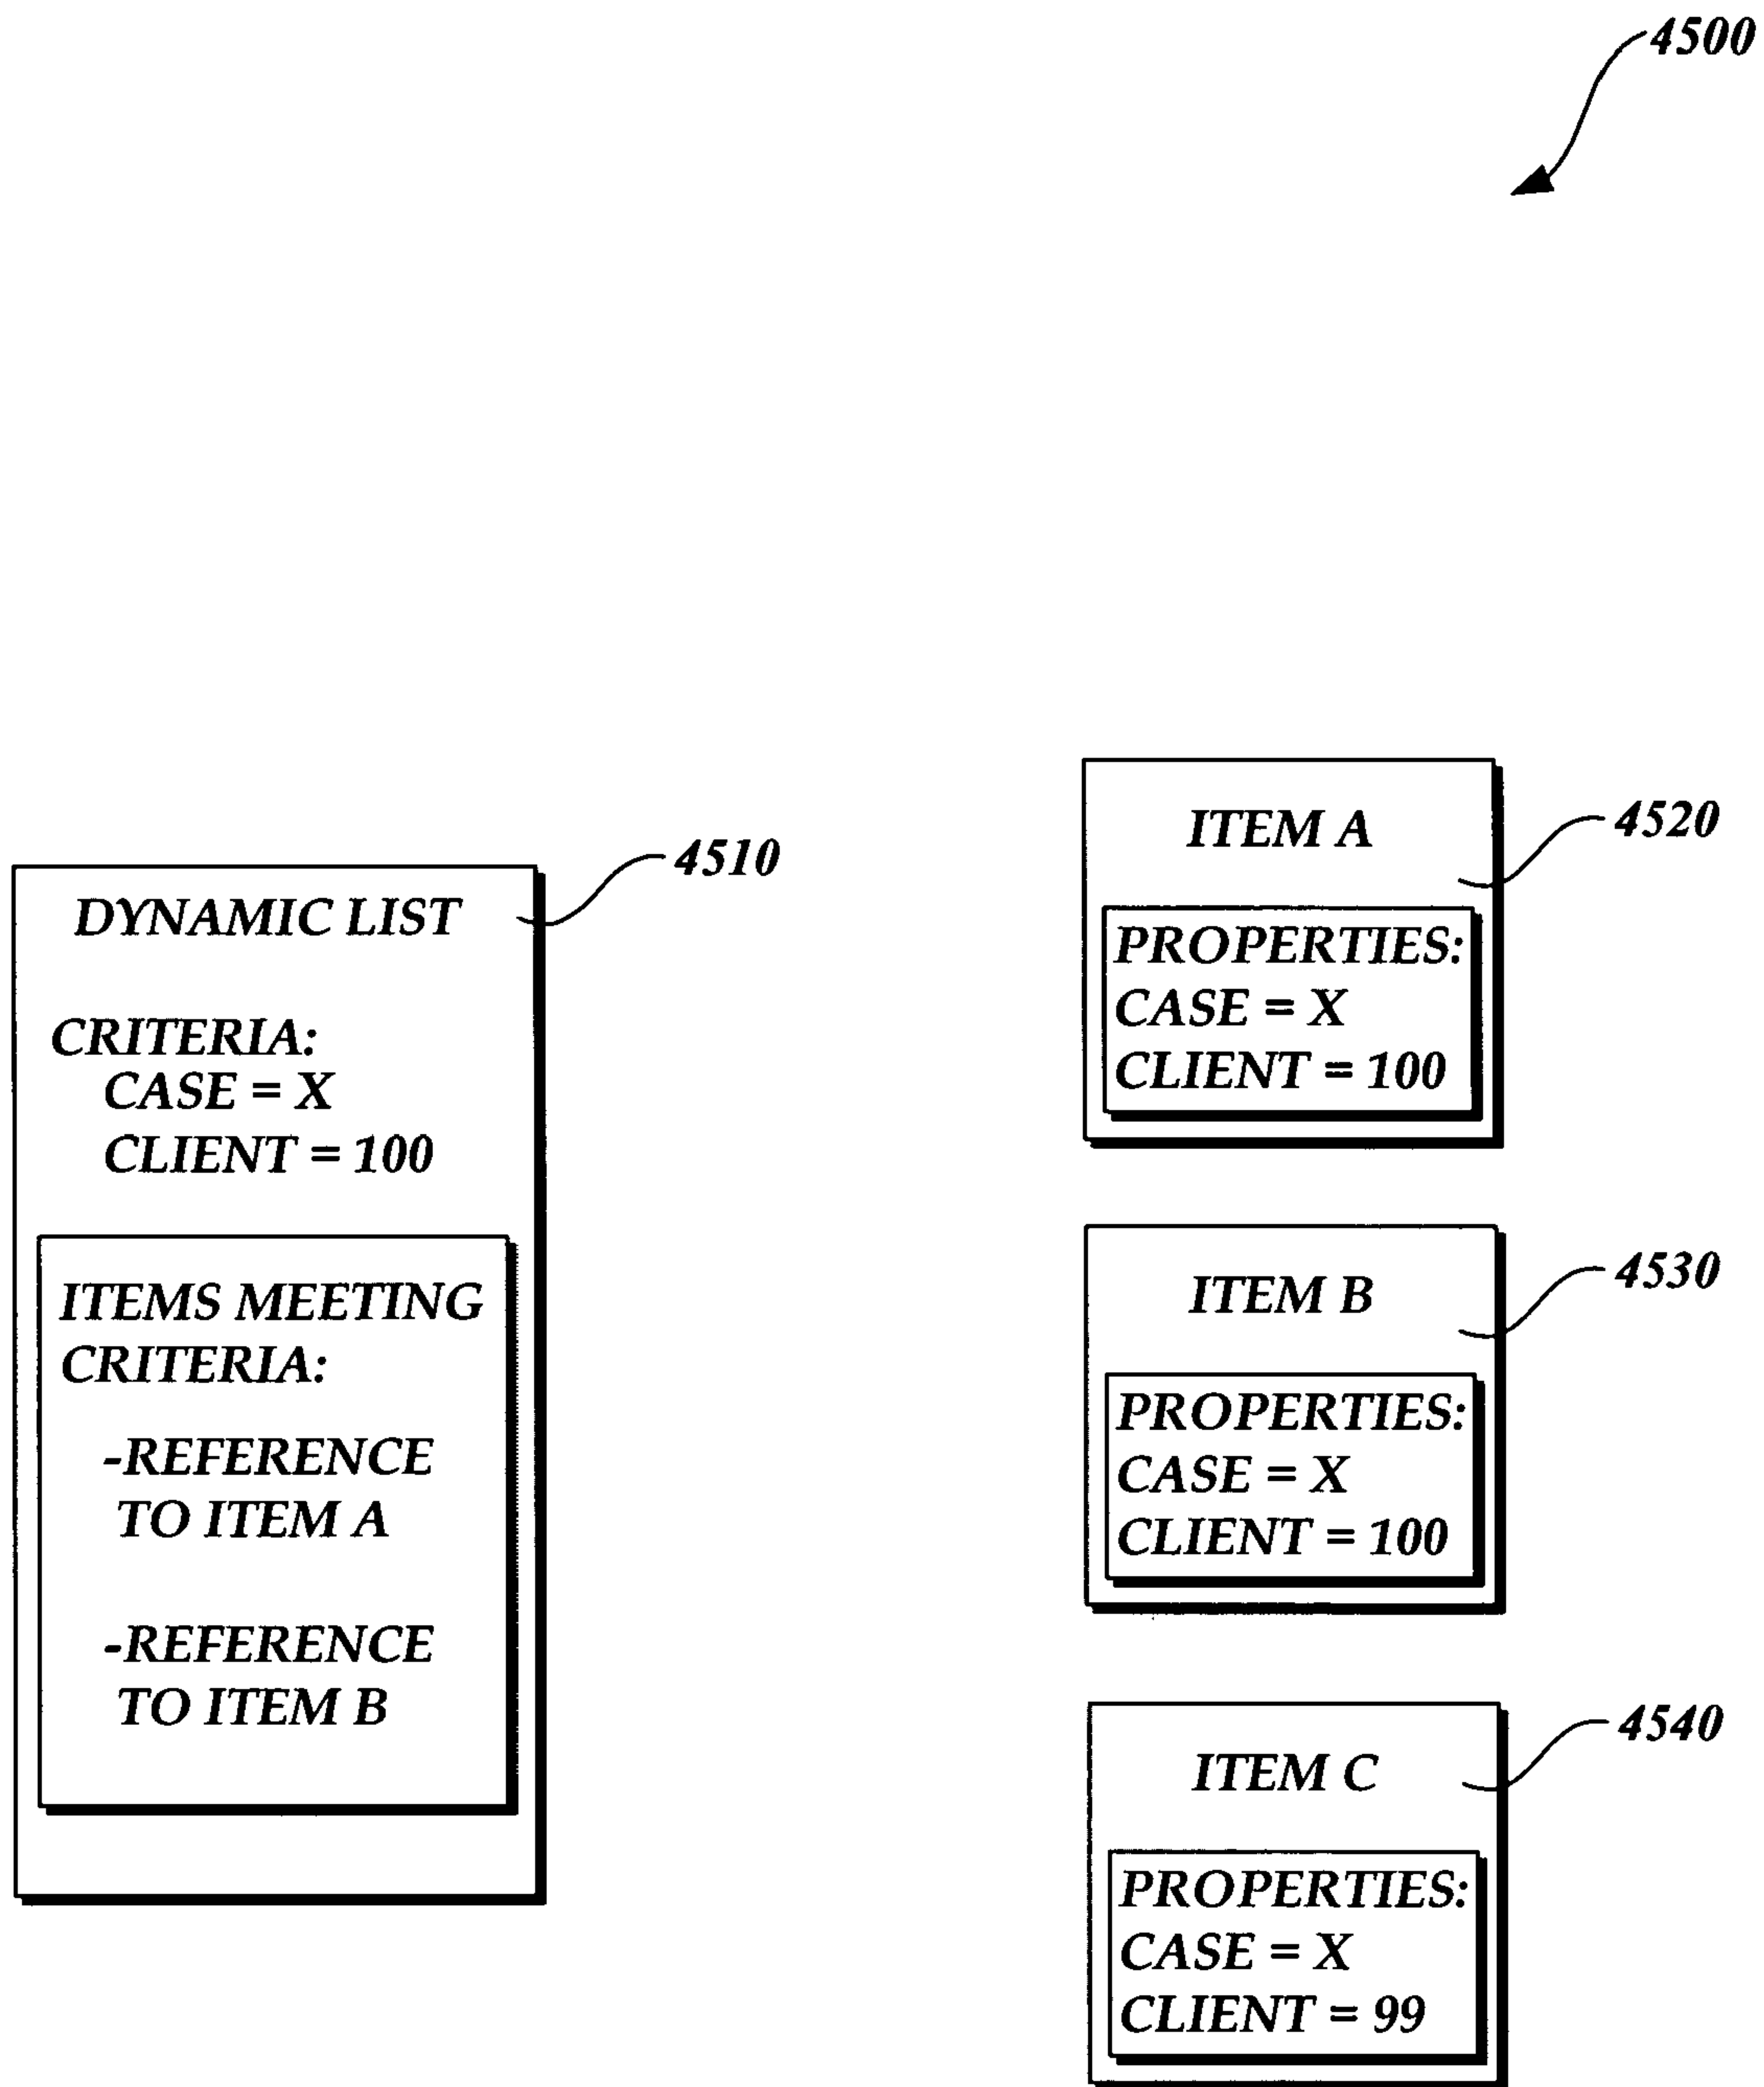 4500
4510
DYNAMIC LIST
CRITERIA:
CASE = X
CLIENT = 100
ITEMS MEETING
CRITERIA:
-REFERENCE
TO ITEM A
-REFERENCE
TO ITEM B
4520
ITEM A
PROPERTIES:
CASE = X
CLIENT = 100
4530
ITEM B
PROPERTIES:
CASE = X
CLIENT = 100
4540
ITEM C
PROPERTIES:
CASE = X
CLIENT = 99